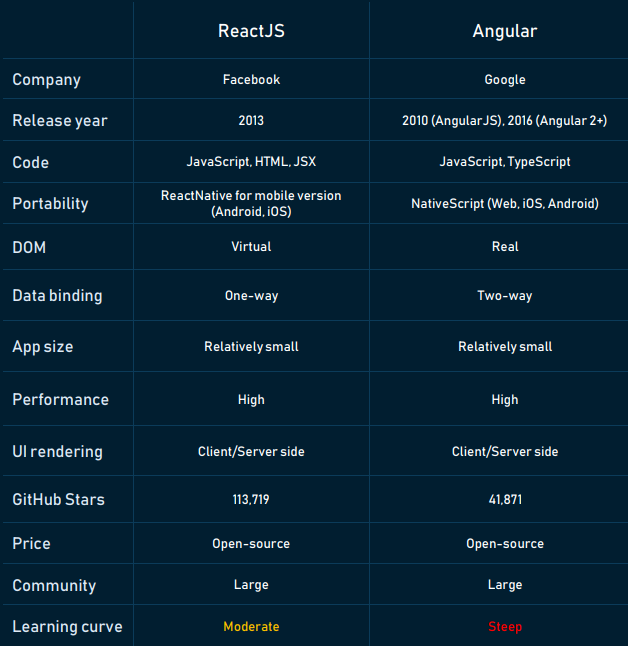 ReactJS Angular
Company Facebook Google
Release year 2013 2010 (AngularJS), 2016 (Angular 2+)
Code JavaScript, HTML, JSX JavaScript, TypeScript
Portability ReactNative for mobile version (Android, iOS) NativeScript (Web, iOS, Android)
DOM Virtual Real
Data binding One-way Two-way
App size Relatively small Relatively small
Performance High High
UI rendering Client/Server side Client/Server side
GitHub Stars 113,719 41,871
Price Open-source Open-source
Community Large Large
Learning curve Moderate Steep